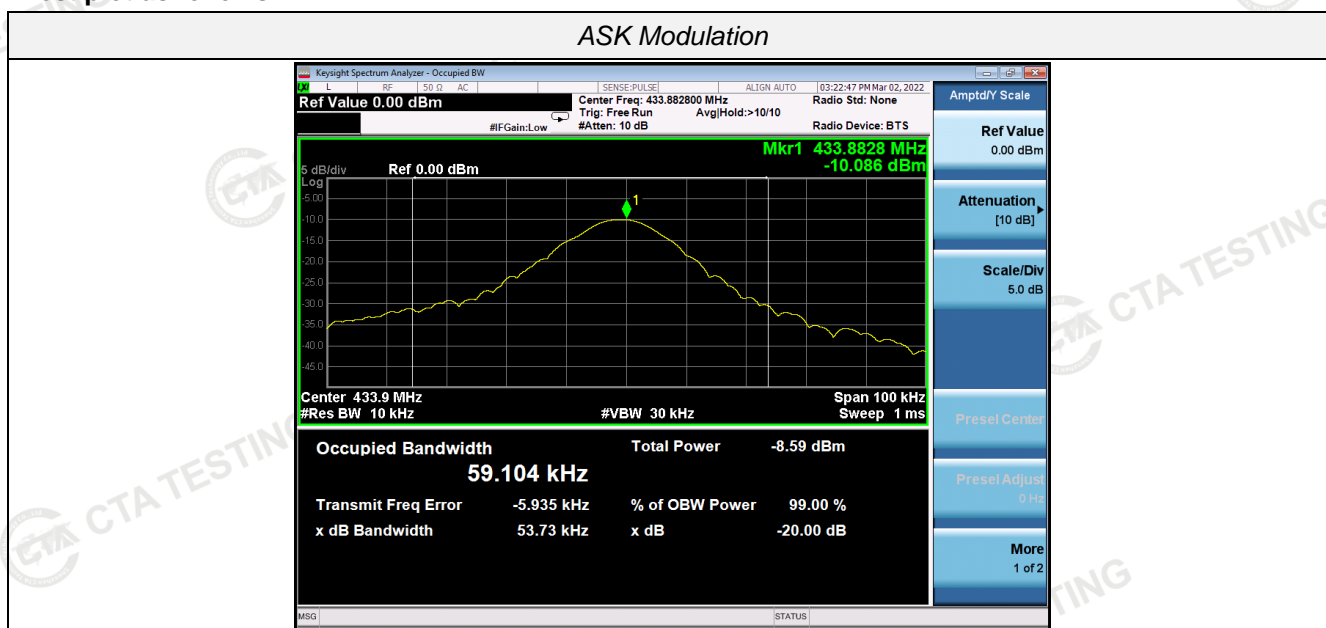 ASK Modulation
Keysight Spectrum Analyzer - Occupied BW
L RF 50 Ω AC SENSE:PULSE ALIGN AUTO 03:22:47 PM Mar 02, 2022
Ref Value 0.00 dBm
Center Freq: 433.882800 MHz
Radio Std: None
Trig: Free Run
Avg|Hold:>10/10
#IFGain:Low
#Atten: 10 dB
Radio Device: BTS
Mkr1 433.8828 MHz
-10.086 dBm
5 dB/div Ref 0.00 dBm
Log
-5.00
1
-10.0
-15.0
-20.0
-25.0
-30.0
-35.0
-40.0
-45.0
Center 433.9 MHz
Span 100 kHz
#Res BW 10 kHz
#VBW 30 kHz
Sweep 1 ms
Occupied Bandwidth
59.104 kHz
Total Power -8.59 dBm
Transmit Freq Error -5.935 kHz
% of OBW Power 99.00 %
x dB Bandwidth 53.73 kHz
x dB -20.00 dB
MSG
STATUS
Amptd/Y Scale
Ref Value
0.00 dBm
Attenuation
[10 dB]
Scale/Div
5.0 dB
Presel Center
Presel Adjust
0 Hz
More
1 of 2
CTA TESTING
CTA TESTING
CTA
TING